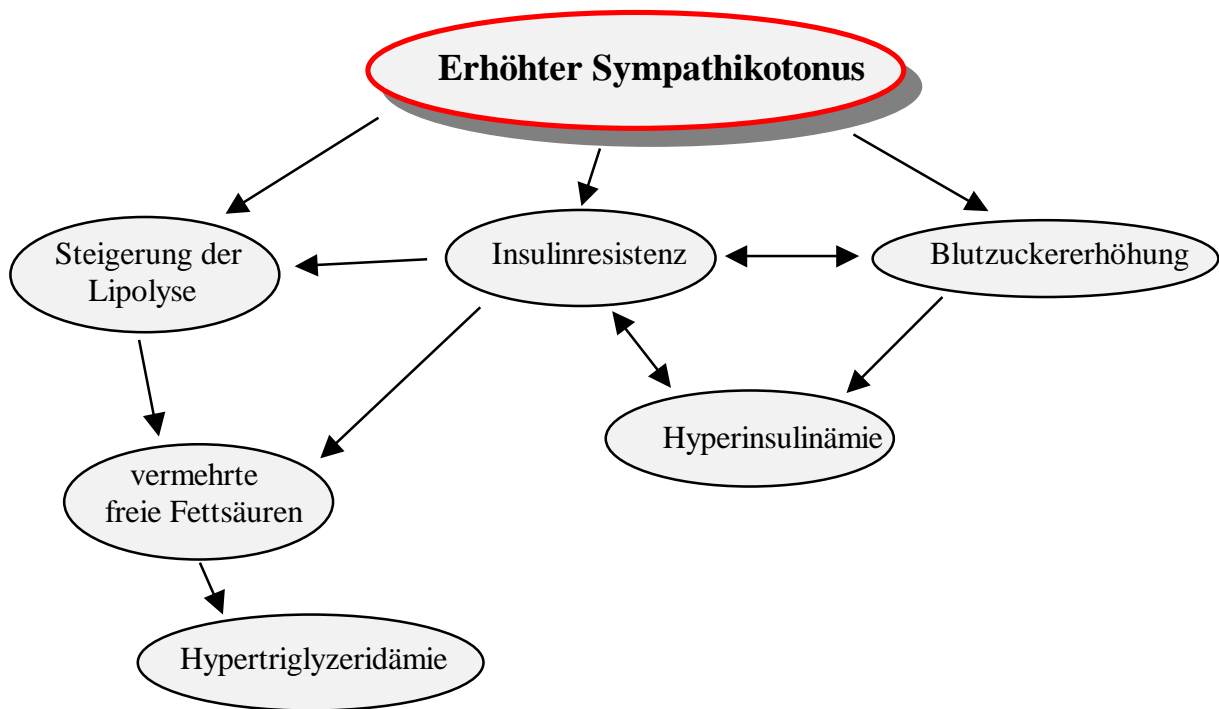 Erhöhter Sympathikotonus
Steigerung der
Lipolyse
Insulinresistenz
Blutzuckererhöhung
Hyperinsulinämie
vermehrte
freie Fettsäuren
Hypertriglyzeridämie